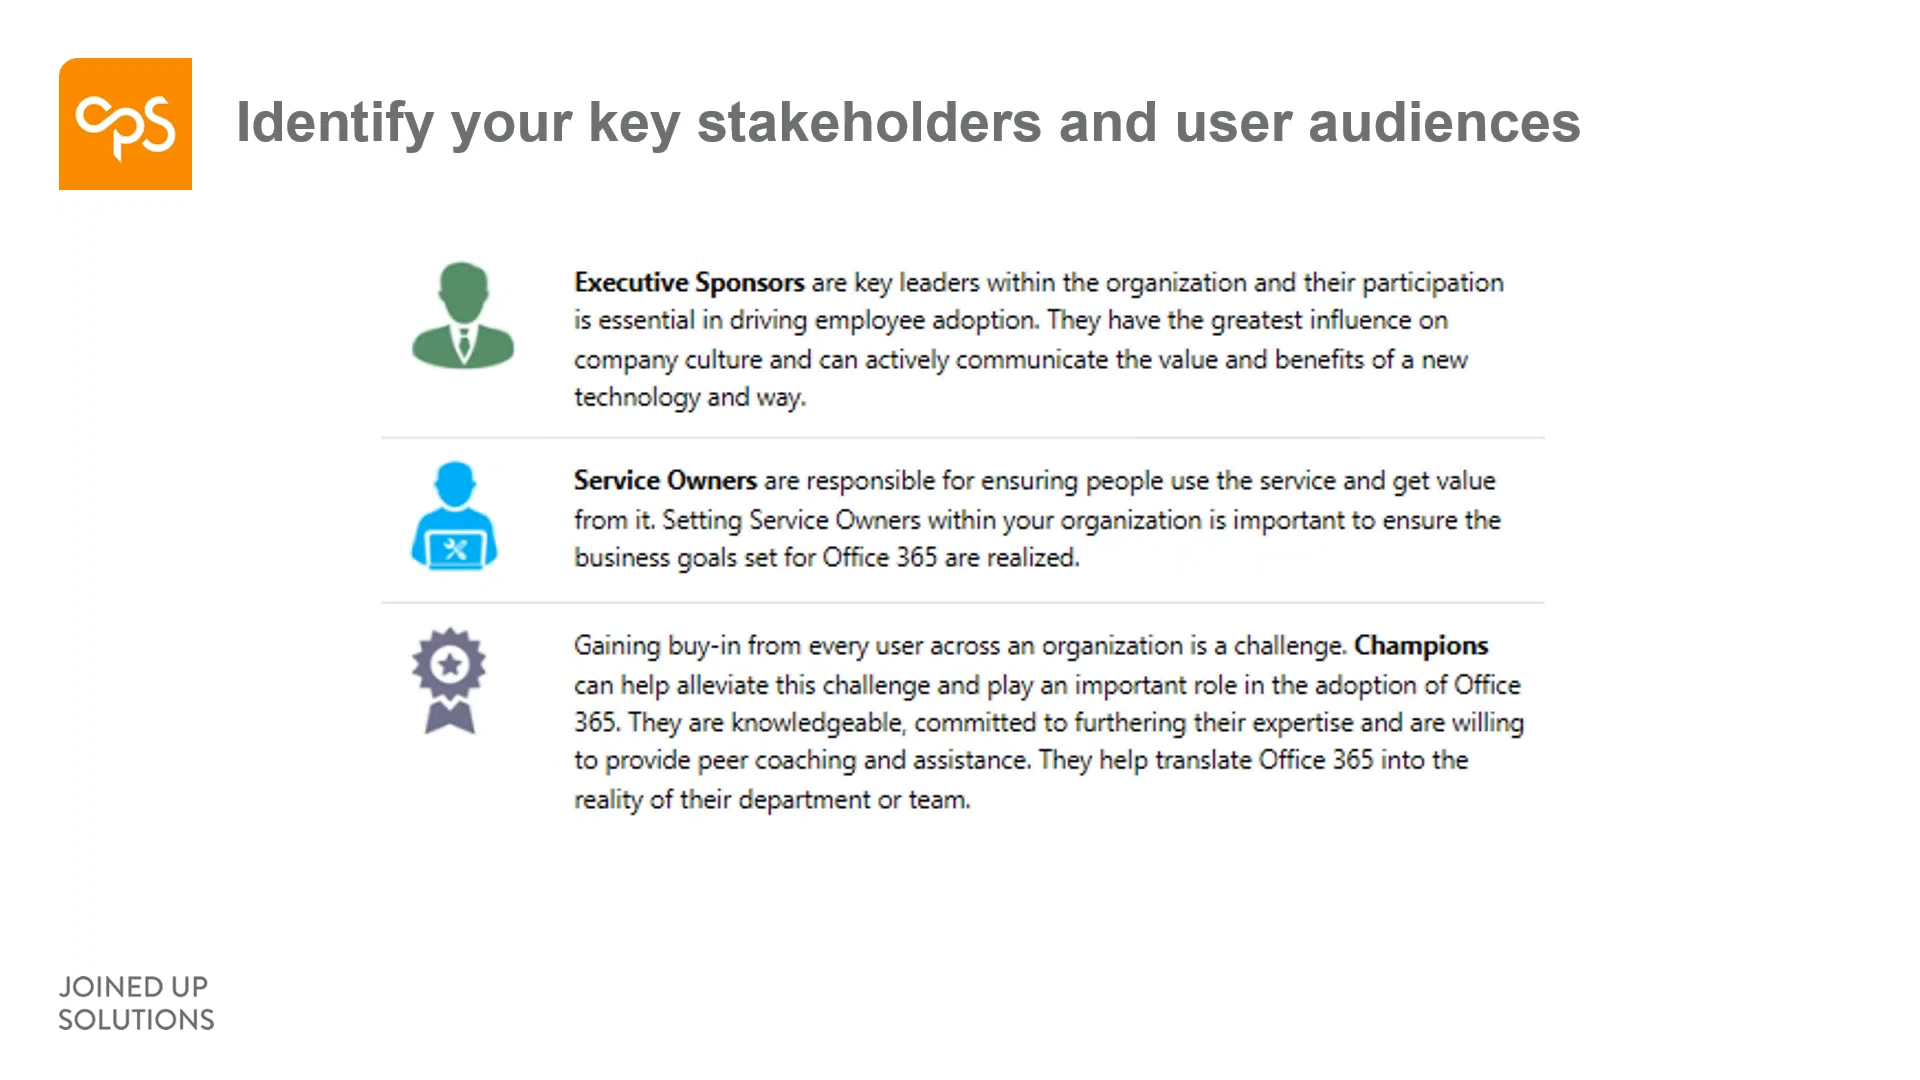 cps
Identify your key stakeholders and user audiences
Executive Sponsors are key leaders within the organization and their participation
is essential in driving employee adoption. They have the greatest influence on
company culture and can actively communicate the value and benefits of a new
technology and way.
Service Owners are responsible for ensuring people use the service and get value
from it. Setting Service Owners within your organization is important to ensure the
business goals set for Office 365 are realized.
Gaining buy-in from every user across an organization is a challenge. Champions
can help alleviate this challenge and play an important role in the adoption of Office
365. They are knowledgeable, committed to furthering their expertise and are willing
to provide peer coaching and assistance. They help translate Office 365 into the
reality of their department or team.
JOINED UP
SOLUTIONS